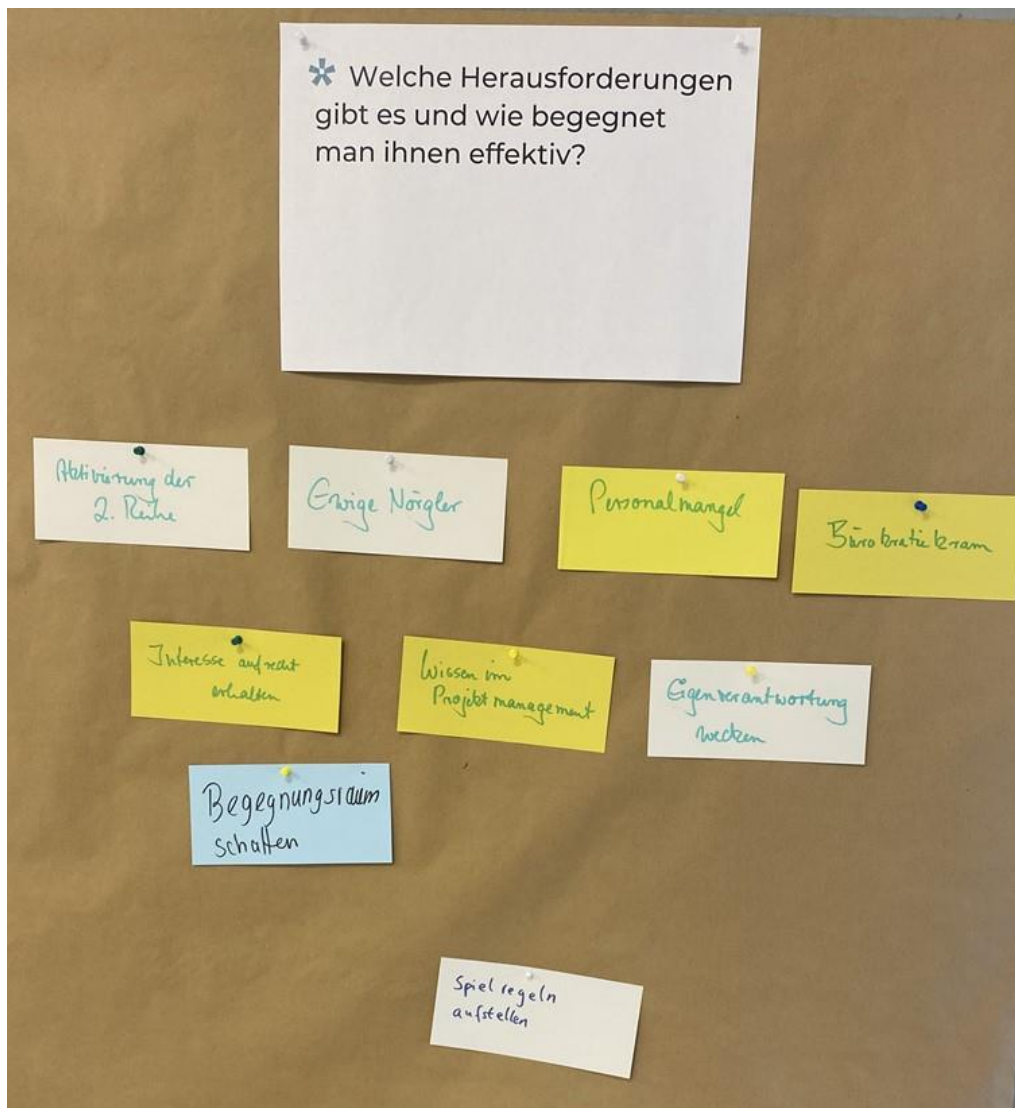 * Welche Herausforderungen
gibt es und wie begegnet
man ihnen effektiv?
Aktivierung der
2. Reihe
Ewige Nörgler
Personalmangel
Bürokratiekram
Interesse aufrecht
erhalten
Wissen im
Projektmanagement
Eigenverantwortung
wecken
Begegnungsräum
schaffen
Spielregeln
aufstellen